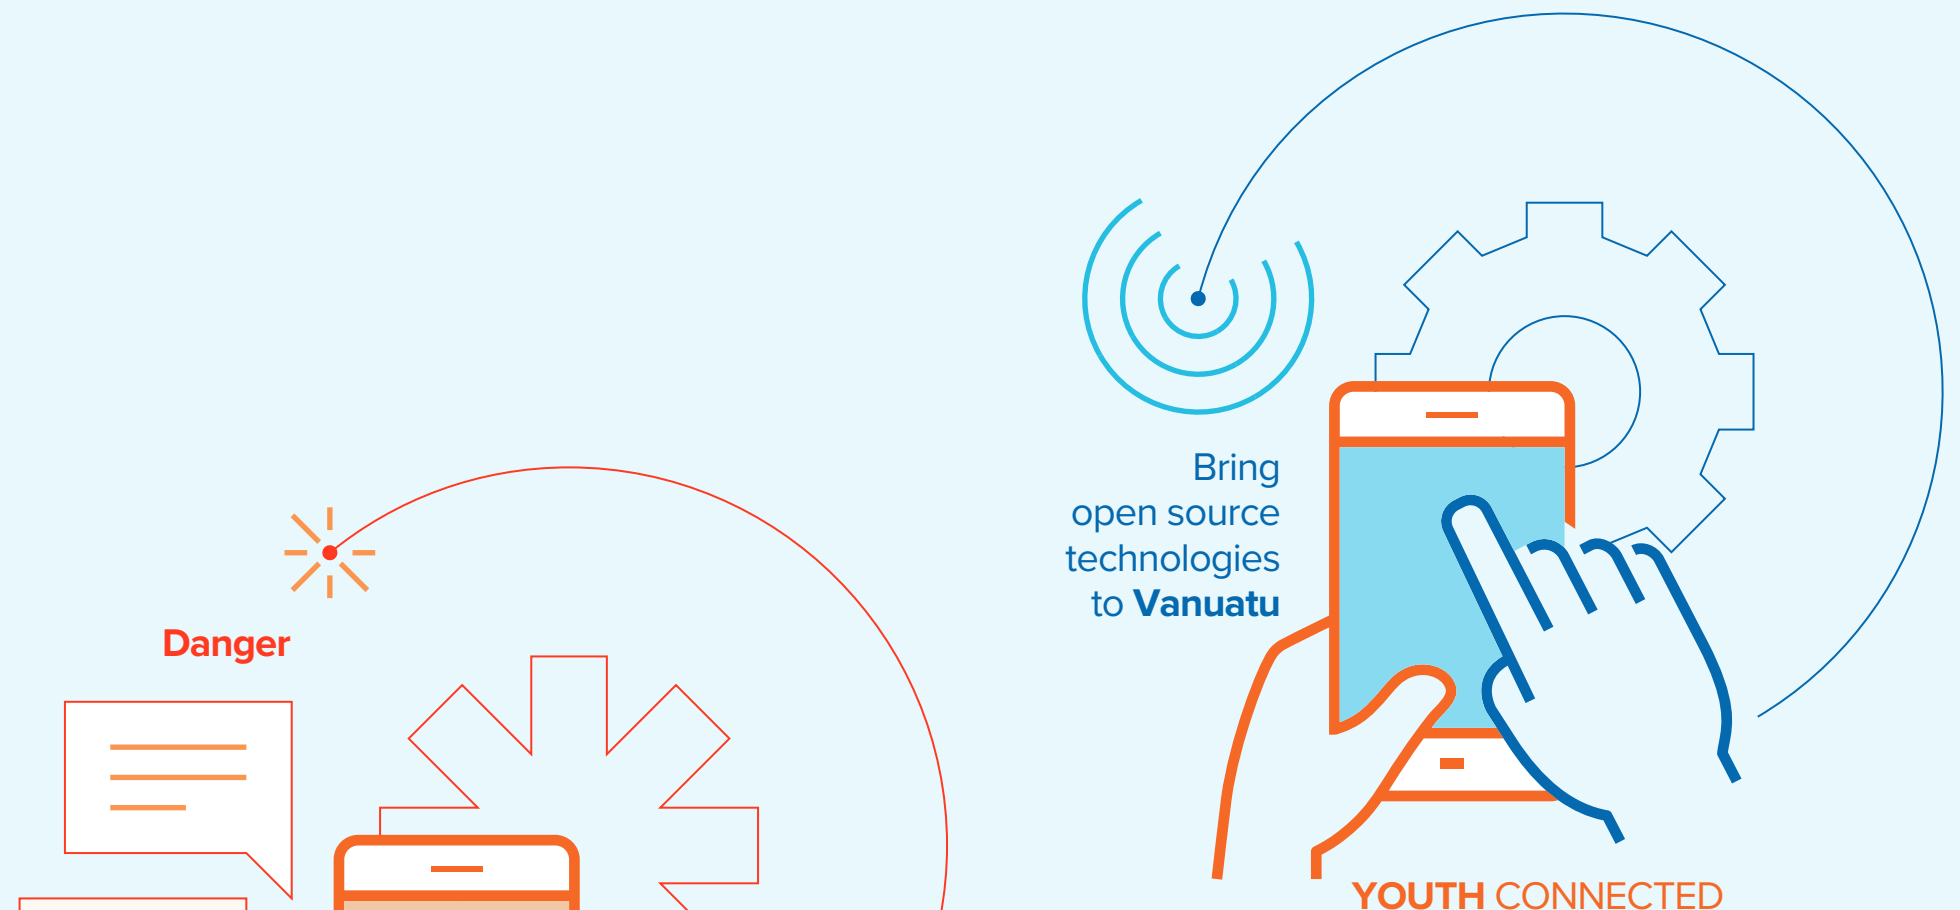 Bring
open source
technologies
to Vanuatu
Danger
YOUTH CONNECTED